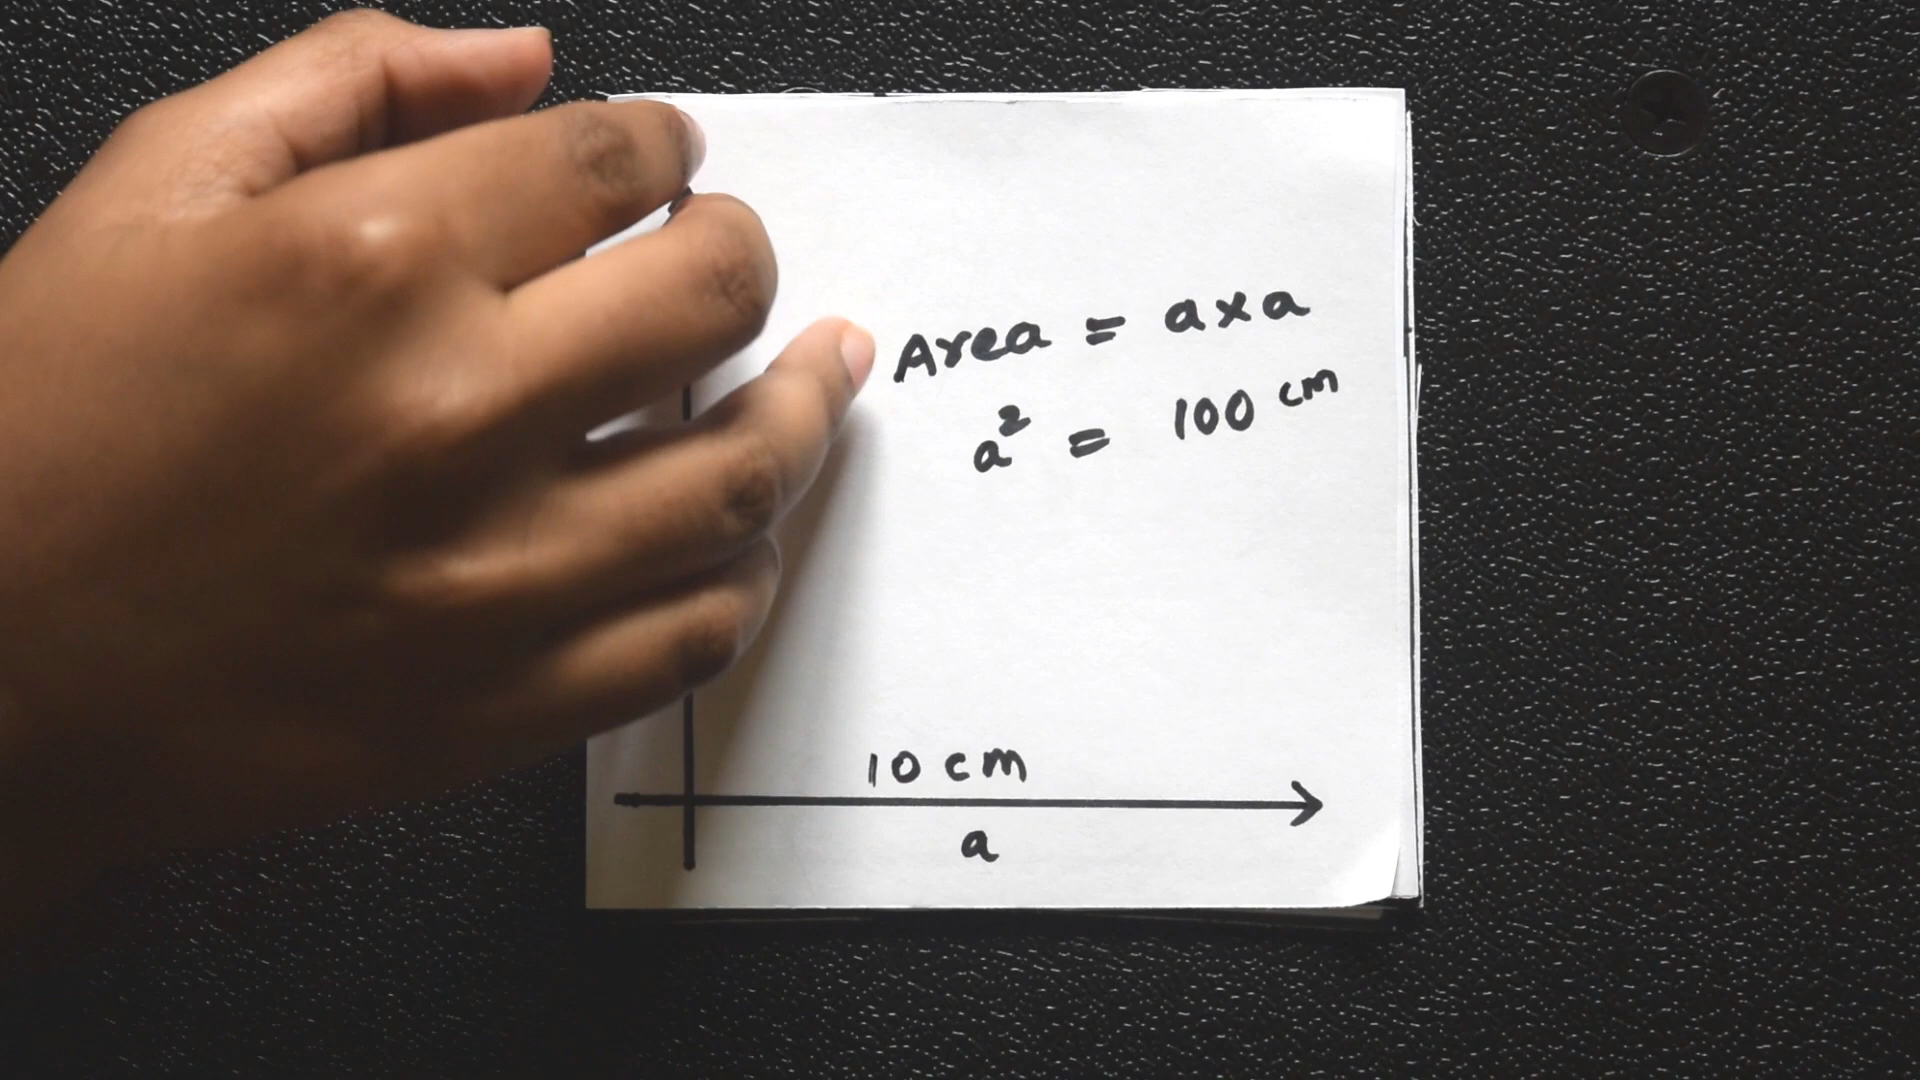 Area = a x a
a² = 100 cm
10 cm
a